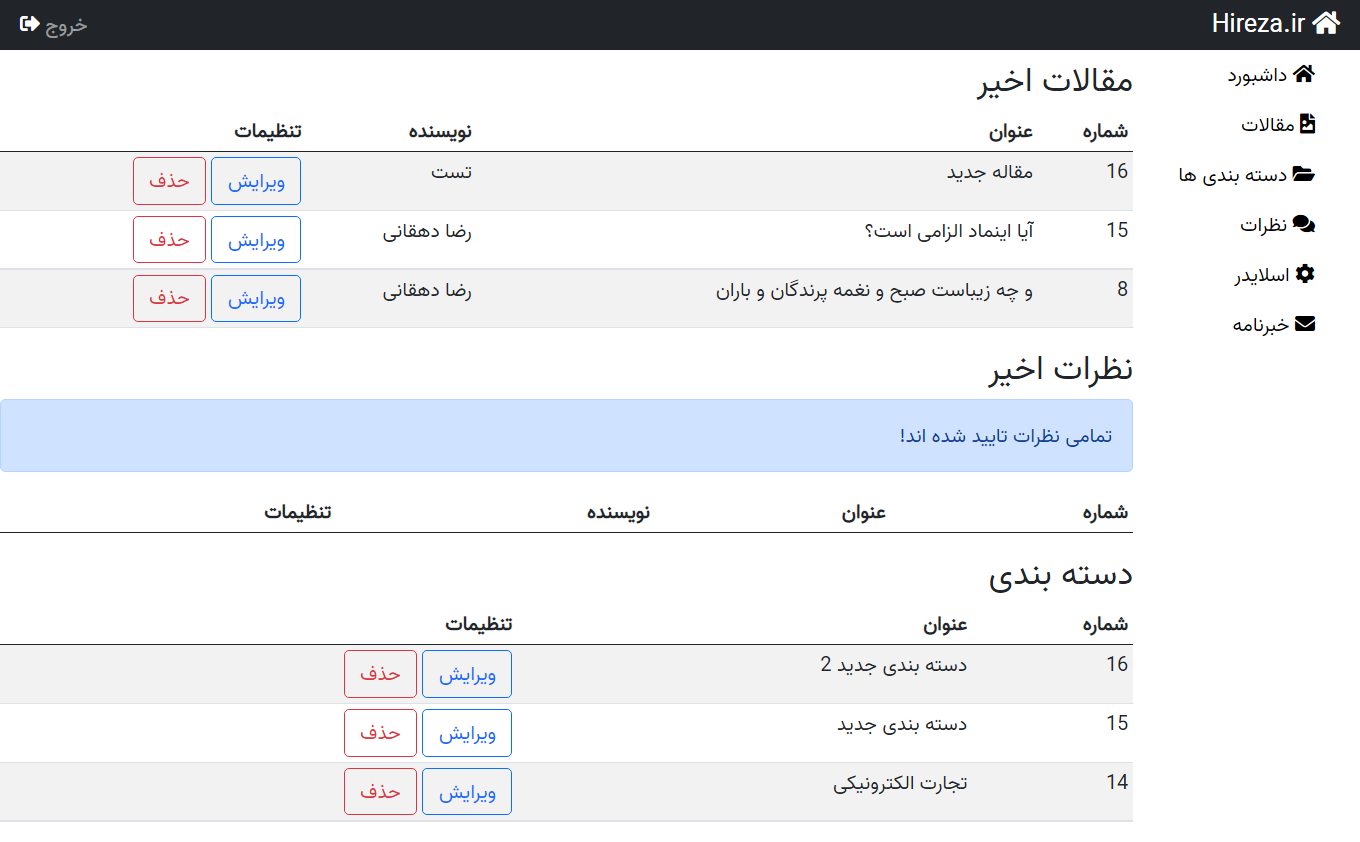 Hireza.ir
خروج
داشبورد
مقالات
دسته بندی ها
نظرات
اسلایدر
خبرنامه
مقالات اخیر
شماره عنوان نویسنده تنظیمات
16 مقاله جدید تست ویرایش حذف
15 آیا اینماد الزامی است؟ رضا دهقانی ویرایش حذف
8 و چه زیباست صبح و نغمه پرندگان و باران رضا دهقانی ویرایش حذف
نظرات اخیر
تمامی نظرات تایید شده اند!
شماره عنوان نویسنده تنظیمات
دسته بندی
شماره عنوان تنظیمات
16 دسته بندی جدید 2 ویرایش حذف
15 دسته بندی جدید ویرایش حذف
14 تجارت الکترونیکی ویرایش حذف